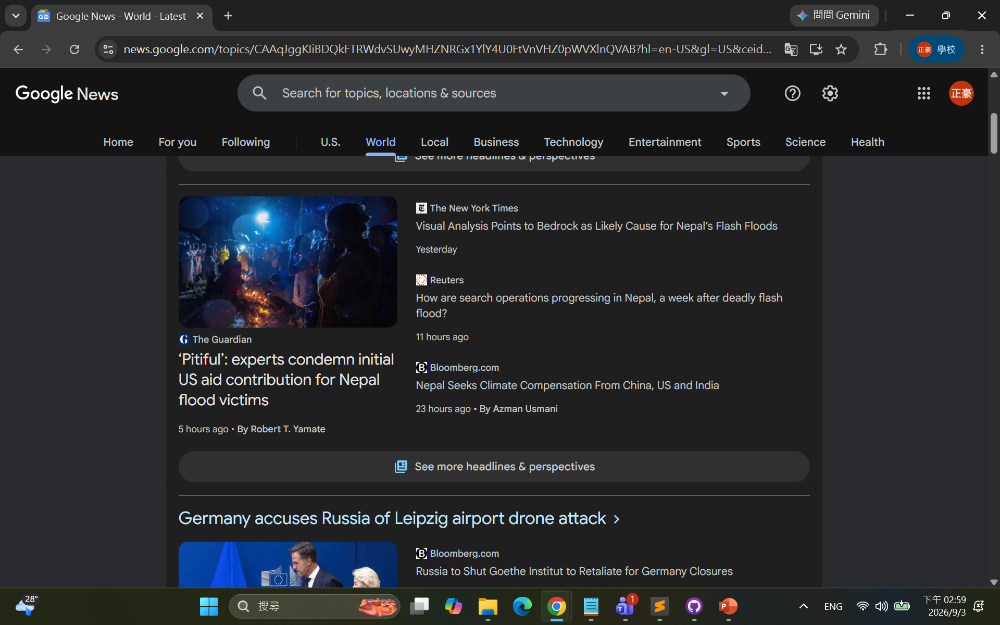 Google News - World - Latest
問問 Gemini
news.google.com/topics/CAAqJggKIiBDQkFTRWdvSUwyMHZNRGx1YlY4U0FtVnVHZ0pWVXlnQVAB?hl=en-US&gl=US&ceid...
正豪 學校
Google News
Search for topics, locations & sources
正豪
Home For you Following U.S. World Local Business Technology Entertainment Sports Science Health
See more headlines & perspectives
The New York Times
Visual Analysis Points to Bedrock as Likely Cause for Nepal’s Flash Floods
Yesterday
Reuters
How are search operations progressing in Nepal, a week after deadly flash
flood?
11 hours ago
Bloomberg.com
Nepal Seeks Climate Compensation From China, US and India
23 hours ago • By Azman Usmani
The Guardian
‘Pitiful’: experts condemn initial
US aid contribution for Nepal
flood victims
5 hours ago • By Robert T. Yamate
See more headlines & perspectives
Germany accuses Russia of Leipzig airport drone attack
Bloomberg.com
Russia to Shut Goethe Institut to Retaliate for Germany Closures
28°
搜尋
1
ENG
下午 02:59
2026/9/3